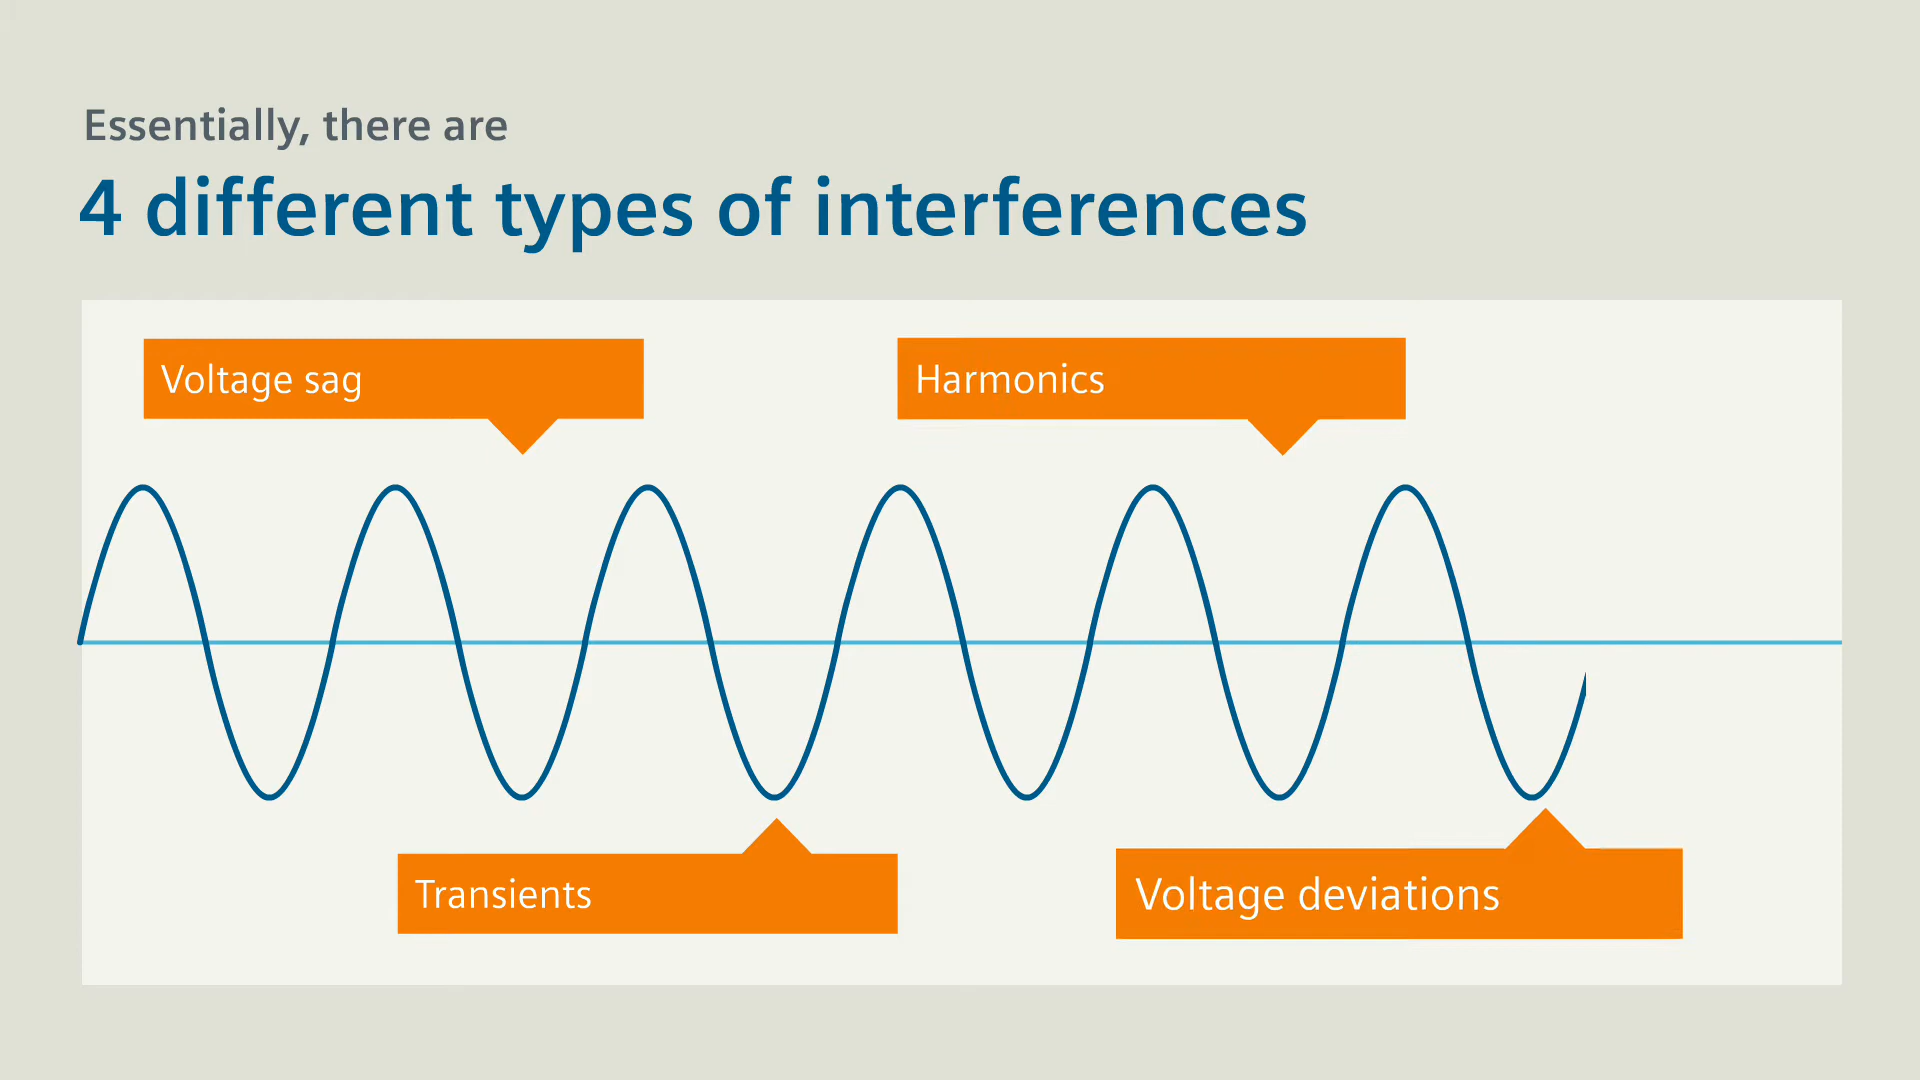 Essentially, there are
4 different types of interferences
Voltage sag
Harmonics
Transients
Voltage deviations